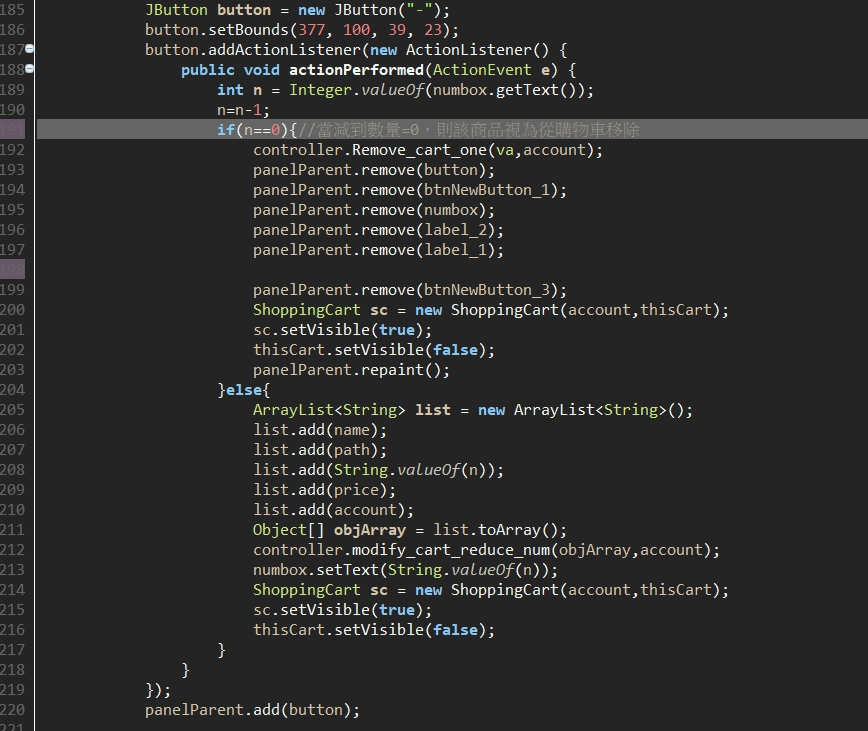 185 JButton button = new JButton("-");
186 button.setBounds(377, 100, 39, 23);
187 button.addActionListener(new ActionListener() {
188 public void actionPerformed(ActionEvent e) {
189 int n = Integer.valueOf(numbox.getText());
190 n=n-1;
191 if(n==0){//當減到數量=0，則該商品視為從購物車移除
192 controller.Remove_cart_one(va,account);
193 panelParent.remove(button);
194 panelParent.remove(btnNewButton_1);
195 panelParent.remove(numbox);
196 panelParent.remove(label_2);
197 panelParent.remove(label_1);
198
199 panelParent.remove(btnNewButton_3);
200 ShoppingCart sc = new ShoppingCart(account,thisCart);
201 sc.setVisible(true);
202 thisCart.setVisible(false);
203 panelParent.repaint();
204 }else{
205 ArrayList<String> list = new ArrayList<String>();
206 list.add(name);
207 list.add(path);
208 list.add(String.valueOf(n));
209 list.add(price);
210 list.add(account);
211 Object[] objArray = list.toArray();
212 controller.modify_cart_reduce_num(objArray,account);
213 numbox.setText(String.valueOf(n));
214 ShoppingCart sc = new ShoppingCart(account,thisCart);
215 sc.setVisible(true);
216 thisCart.setVisible(false);
217 }
218 }
219 });
220 panelParent.add(button);
221